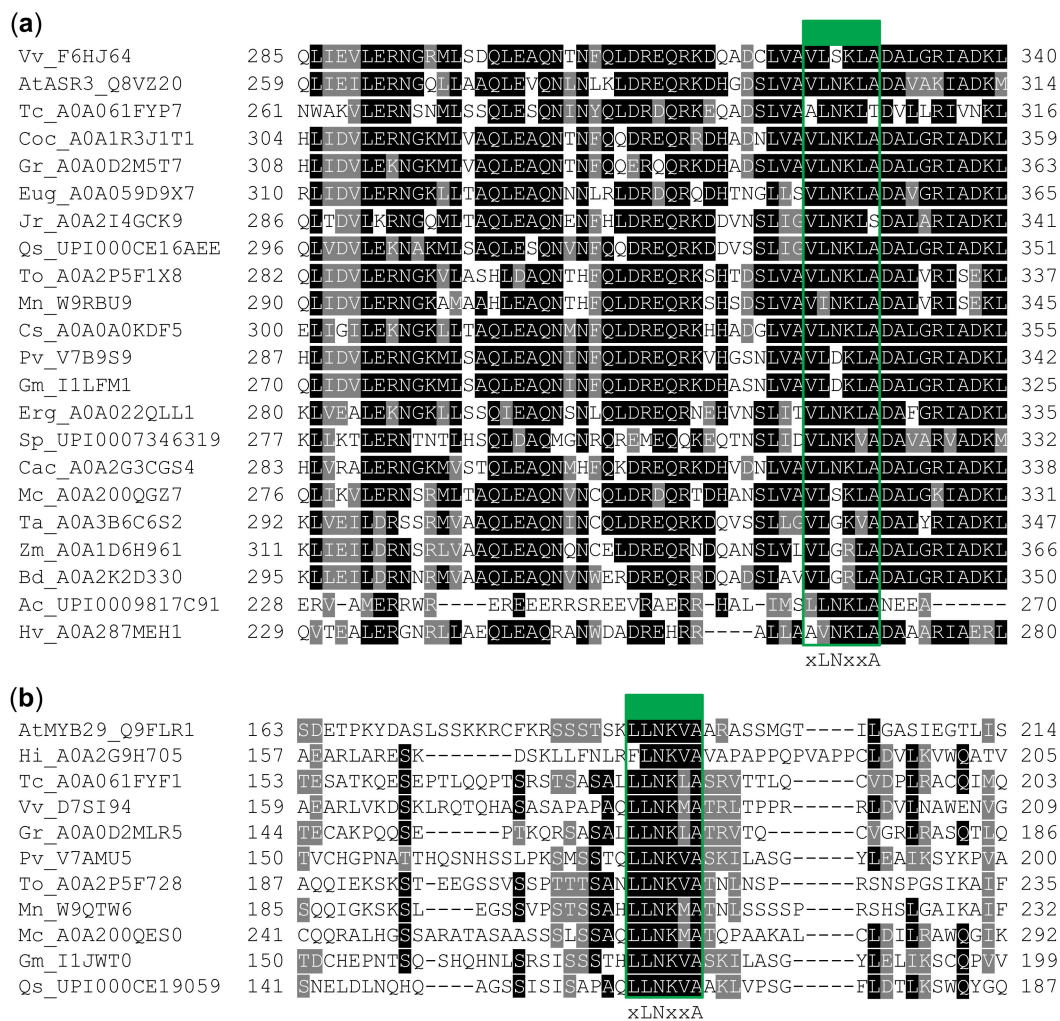 (a)
Vv_F6HJ64 285 QLIEVLERNGRMLSDQLEAQNTNFQLDREQRKDQADCLVAVLSKLADALGRIADKL 340
AtASR3_Q8VZ20 259 QLIEILERNGQLLAAQLEVQNLNLKLDREQRKDHGDSLVAVLNKLADAVAKIADKM 314
Tc_A0A061FYP7 261 NWAKVLERNSNMLSSQLESQNINYQLDRDQRKEQADSLVAALNKLTDVLLRIVNKL 316
Coc_A0A1R3J1T1 304 HLIDVLERNGKMLVAQLEAQNTNFQQDREQRRDHADNLVAVLNKLADALGRIADKL 359
Gr_A0A0D2M5T7 308 HLIDVLEKNGKMLVAQLEAQNTNFQQERQQRKDHADSLVAVLNKLADALGRIADKL 363
Eug_A0A059D9X7 310 RLIDVLERNGKLLTAQLEAQNNNLRLDRDQRQDHTNGLLSVLNKLADAVGRIADKL 365
Jr_A0A2I4GCK9 286 QLTDVLKRNGQMLTAQLEAQNENFHLDREQRKDDVNSLIGVLNKLSDALARIADKL 341
Qs_UPI000CE16AEE 296 QLVDVLEKNAKMLSAQLESQNVNFQQDREQRKDDVSSLIGVLNKLADALGRIADKL 351
To_A0A2P5F1X8 282 QLIDVLERNGKVLASHLDAQNTHFQLDREQRKSHTDSLVAVLNKLADALVRISEKL 337
Mn_W9RBU9 290 QLIDVLERNGKAMAAHLEAQNTHFQLDREQRKSHSDSLVAVINKLADALVRISEKL 345
Cs_A0A0A0KDF5 300 ELIGILEKNGKLLTAQLEAQNMNFQLDREQRKHHADGLVAVLNKLADALGRIADKL 355
Pv_V7B9S9 287 HLIDVLERNGKMLSAQLEAQNINFQLDREQRKVHGSNLVAVLDKLADALGRIADKL 342
Gm_I1LFM1 270 QLIDVLERNGKMLSAQLEAQNINFQLDREQRKDHASNLVAVLDKLADALGRIADKL 325
Erg_A0A022QLL1 280 KLVEALEKNGKLLSSQIEAQNSNLQLDREQRNEHVNSLITVLNKLADAFGRIADKL 335
Sp_UPI0007346319 277 KLLKTLERNTNTLHSQLDAQMGNRQREMEQQKEQTNSLIDVLNKVADAVARVADKM 332
Cac_A0A2G3CGS4 283 HLVRALERNGKMVSTQLEAQNMHFQKDREQRKDHVDNLVAVLNKLADALGRIADKL 338
Mc_A0A200QGZ7 276 QLIKVLERNSRMLTAQLEAQNVNCQLDRDQRTDHANSLVAVLSKLADALGKIADKL 331
Ta_A0A3B6C6S2 292 KLVEILDRSSRMVAAQLEAQNINCQLDREQRKDQVSSLLGVLGKVADALYRIADKL 347
Zm_A0A1D6H961 311 KLIEILDRNSRLVAAQLEAQNQNCELDREQRNDQANSLVLVLGRLADALGRIADKL 366
Bd_A0A2K2D330 295 KLLEILDRNNRMVAAQLEAQNVNWERDREQRRDQADSLAVVLGRLADALGRIADKL 350
Ac_UPI0009817C91 228 ERV-AMERRWR----EREEERRSREEVRAERR-HAL-IMSLLNKLANEEA------ 270
Hv_A0A287MEH1 229 QVTEALERGNRLLAEQLEAQRANWDADREHRR----ALLAAVNKLADAAARIAERL 280
xLNxxA
(b)
AtMYB29_Q9FLR1 163 SDETPKYDASLSSKKRCFKRSSSTSKLLNKVAARASSMGT---ILGASIEGTLIS 214
Hi_A0A2G9H705 157 AEARLARESK-------DSKLLFNLRFLNKVAVAPAPPQPVAPPCLDVLKVWQATV 205
Tc_A0A061FYF1 153 TESATKQESEPTLQQPTSRSTSASALLNKLASRVTTLQ-----CVDPLRACQIMQ 203
Vv_D7SI94 159 AEARLVKDSKLRQTQHASASAPAPAQLLNKMATRLTPPR----RLDVLNAWENVG 209
Gr_A0A0D2MLR5 144 TECAKPQQSE-------PTKQRSASALLNKLATRVTQ------CVGRLRASQTLQ 186
Pv_V7AMU5 150 TVCHGPNATTHQSNHSSLPKSMSSTQLLNKVASKILASG----YLEAIKSYKPVA 200
To_A0A2P5F728 187 AQQIEKSKST-EEGSSVSSPTTTSANLLNKVATNLNSP-----RSNSPGSIKAIF 235
Mn_W9QTW6 185 SQQIGKSKSL----EGSSVPSTSSAHLLNKMATNLSSSSP---RSHSLGAIKAIF 232
Mc_A0A200QES0 241 CQQRALHGSSARATASAASSSLSSAQLLNKMATQPAAKAL---CLDILRAWQGIK 292
Gm_I1JWT0 150 TDCHEPNTSQ-SHQHNLSRSISSSTHLLNKVASKILASG----YLELIKSCQPVV 199
Qs_UPI000CE19059 141 SNELDLNQHQ----AGSSISISAPAQLLNKVAAKLVPSG----FLDTLKSWQYGQ 187
xLNxxA